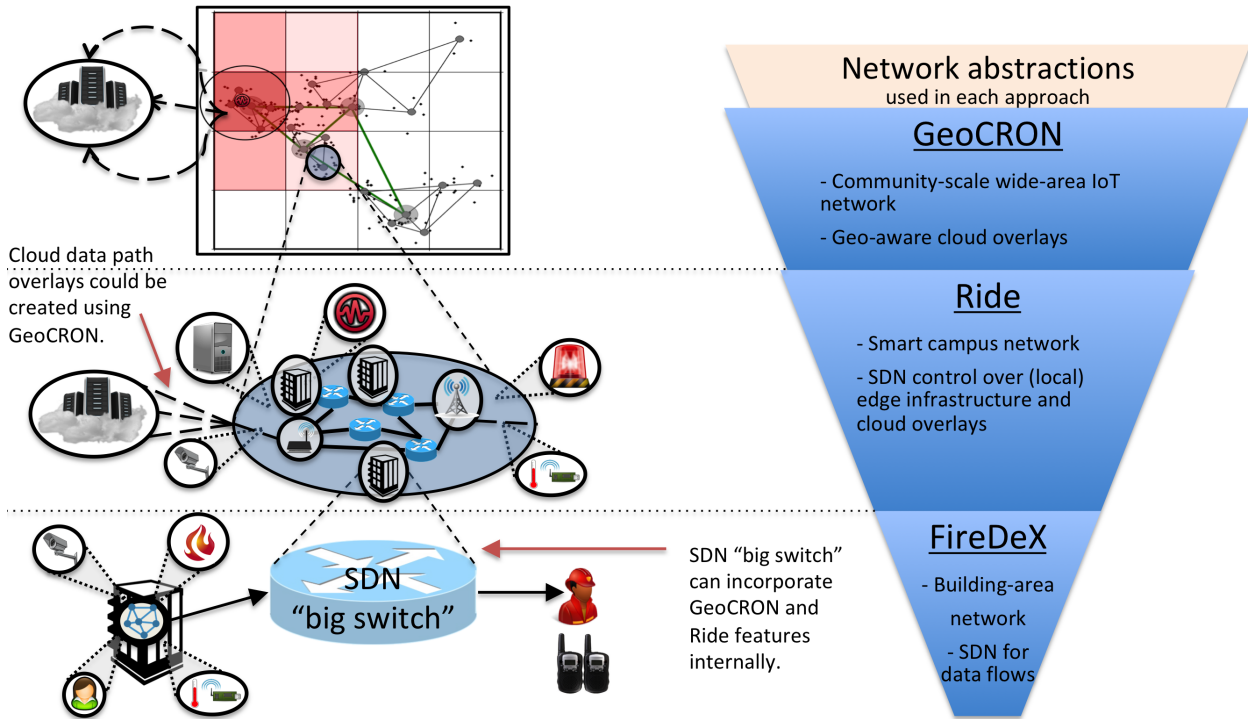 Network abstractions
used in each approach
GeoCRON
- Community-scale wide-area IoT
network
- Geo-aware cloud overlays
Cloud data path
overlays could be
created using
GeoCRON.
Ride
- Smart campus network
- SDN control over (local)
edge infrastructure and
cloud overlays
SDN
“big switch”
SDN “big switch”
can incorporate
GeoCRON and
Ride features
internally.
FireDeX
- Building-area
network
- SDN for
data flows